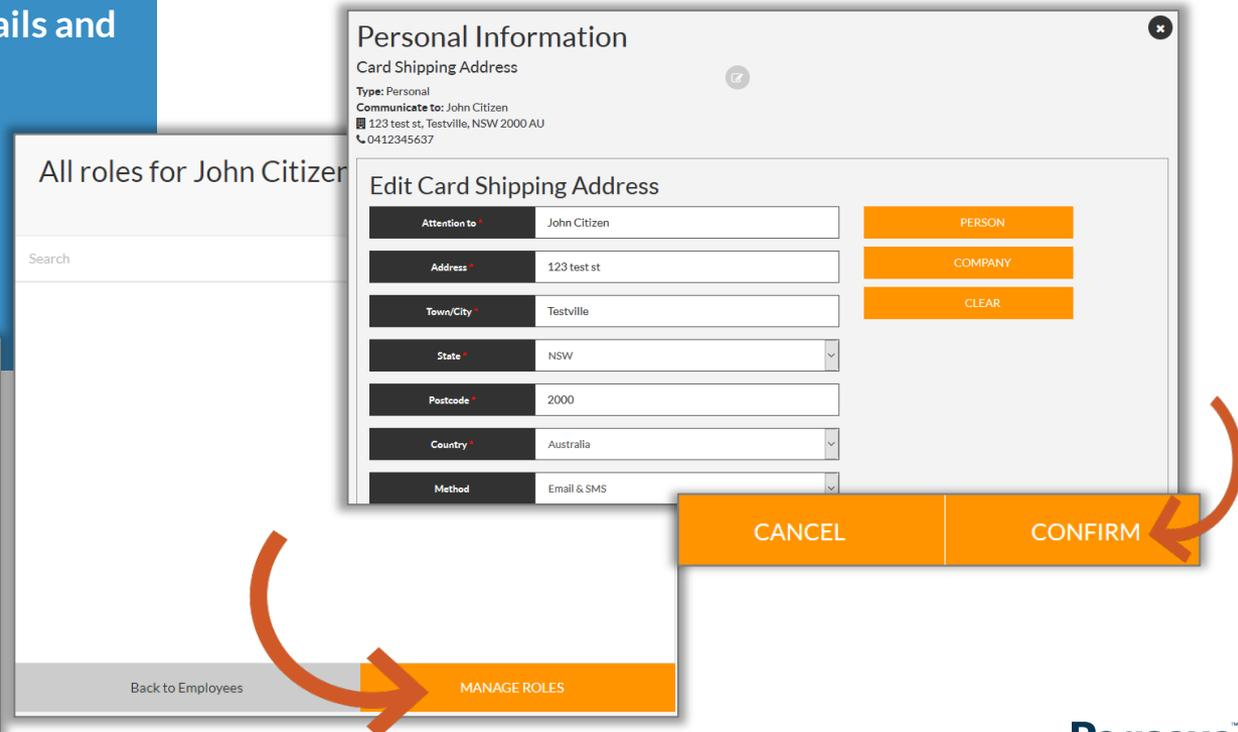 ails and
Personal Information
Card Shipping Address
Type: Personal
Communicate to: John Citizen
123 test st, Testville, NSW 2000 AU
0412345637
All roles for John Citizen
Search
Edit Card Shipping Address
Attention to * John Citizen
PERSON
Address * 123 test st
COMPANY
Town/City * Testville
CLEAR
State * NSW
Postcode * 2000
Country * Australia
Method Email & SMS
CANCEL CONFIRM
Back to Employees MANAGE ROLES